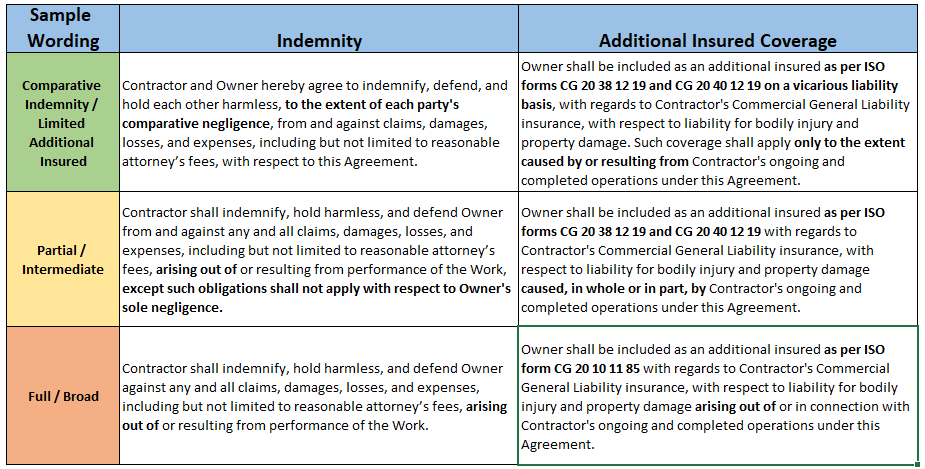 Sample
Wording
Indemnity
Additional Insured Coverage
Comparative
Indemnity /
Limited
Additional
Insured
Contractor and Owner hereby agree to indemnify, defend, and
hold each other harmless, to the extent of each party's
comparative negligence, from and against claims, damages,
losses, and expenses, including but not limited to reasonable
attorney’s fees, with respect to this Agreement.
Owner shall be included as an additional insured as per ISO
forms CG 20 38 12 19 and CG 20 40 12 19 on a vicarious liability
basis, with regards to Contractor's Commercial General Liability
insurance, with respect to liability for bodily injury and
property damage. Such coverage shall apply only to the extent
caused by or resulting from Contractor's ongoing and
completed operations under this Agreement.
Partial /
Intermediate
Contractor shall indemnify, hold harmless, and defend Owner
from and against any and all claims, damages, losses, and
expenses, including but not limited to reasonable attorney’s
fees, arising out of or resulting from performance of the Work,
except such obligations shall not apply with respect to Owner's
sole negligence.
Owner shall be included as an additional insured as per ISO
forms CG 20 38 12 19 and CG 20 40 12 19 with regards to
Contractor's Commercial General Liability insurance, with
respect to liability for bodily injury and property damage
caused, in whole or in part, by Contractor's ongoing and
completed operations under this Agreement.
Full / Broad
Contractor shall indemnify, hold harmless, and defend Owner
against any and all claims, damages, losses, and expenses,
including but not limited to reasonable attorney’s fees, arising
out of or resulting from performance of the Work.
Owner shall be included as an additional insured as per ISO
form CG 20 10 11 85 with regards to Contractor's Commercial
General Liability insurance, with respect to liability for bodily
injury and property damage arising out of or in connection with
Contractor's ongoing and completed operations under this
Agreement.